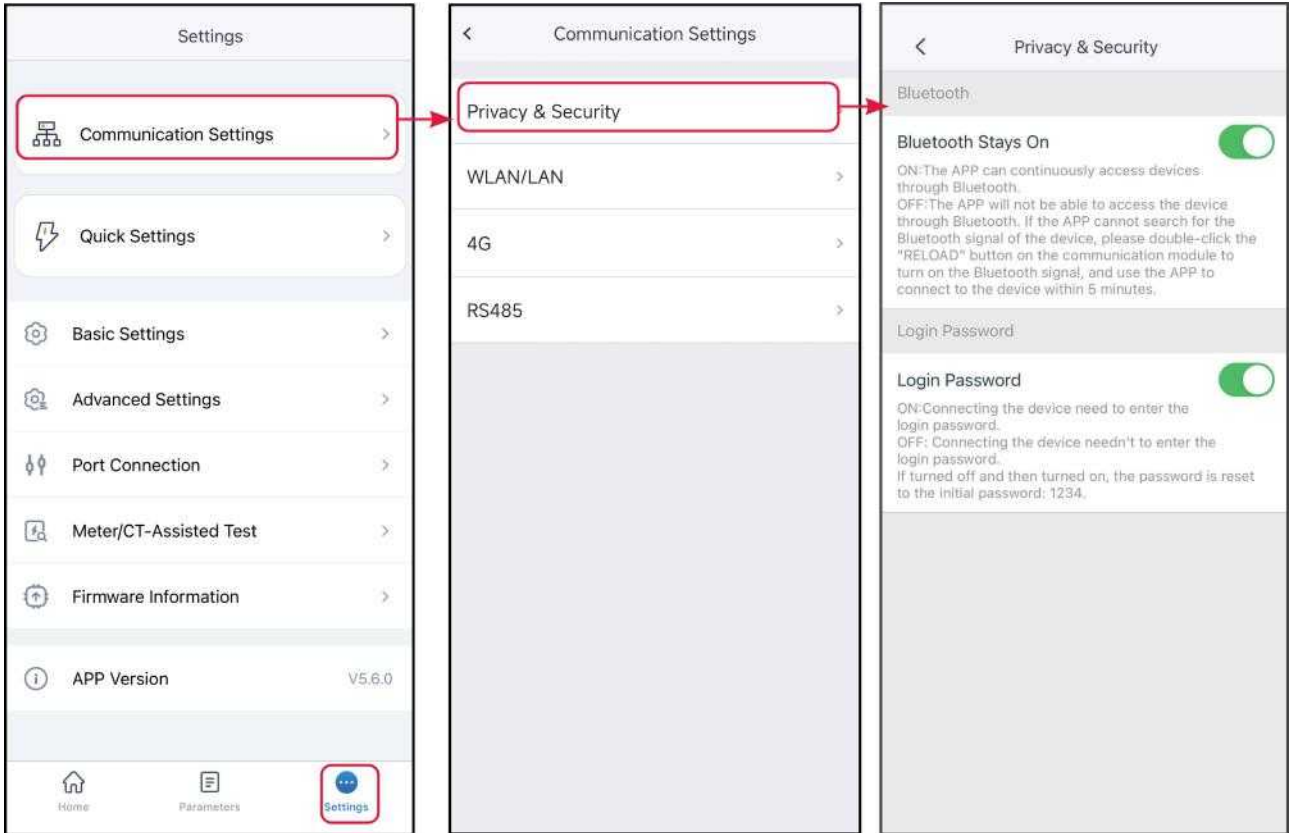 Settings
Communication Settings
Quick Settings
Basic Settings
Advanced Settings
Port Connection
Meter/CT-Assisted Test
Firmware Information
APP Version V5.6.0
Home Parameters Settings
Communication Settings
Privacy & Security
WLAN/LAN
4G
RS485
Privacy & Security
Bluetooth
Bluetooth Stays On
ON:The APP can continuously access devices
through Bluetooth.
OFF:The APP will not be able to access the device
through Bluetooth. If the APP cannot search for the
Bluetooth signal of the device, please double-click the
"RELOAD" button on the communication module to
turn on the Bluetooth signal, and use the APP to
connect to the device within 5 minutes.
Login Password
Login Password
ON:Connecting the device need to enter the
login password.
OFF: Connecting the device needn't to enter the
login password.
If turned off and then turned on, the password is reset
to the initial password: 1234.